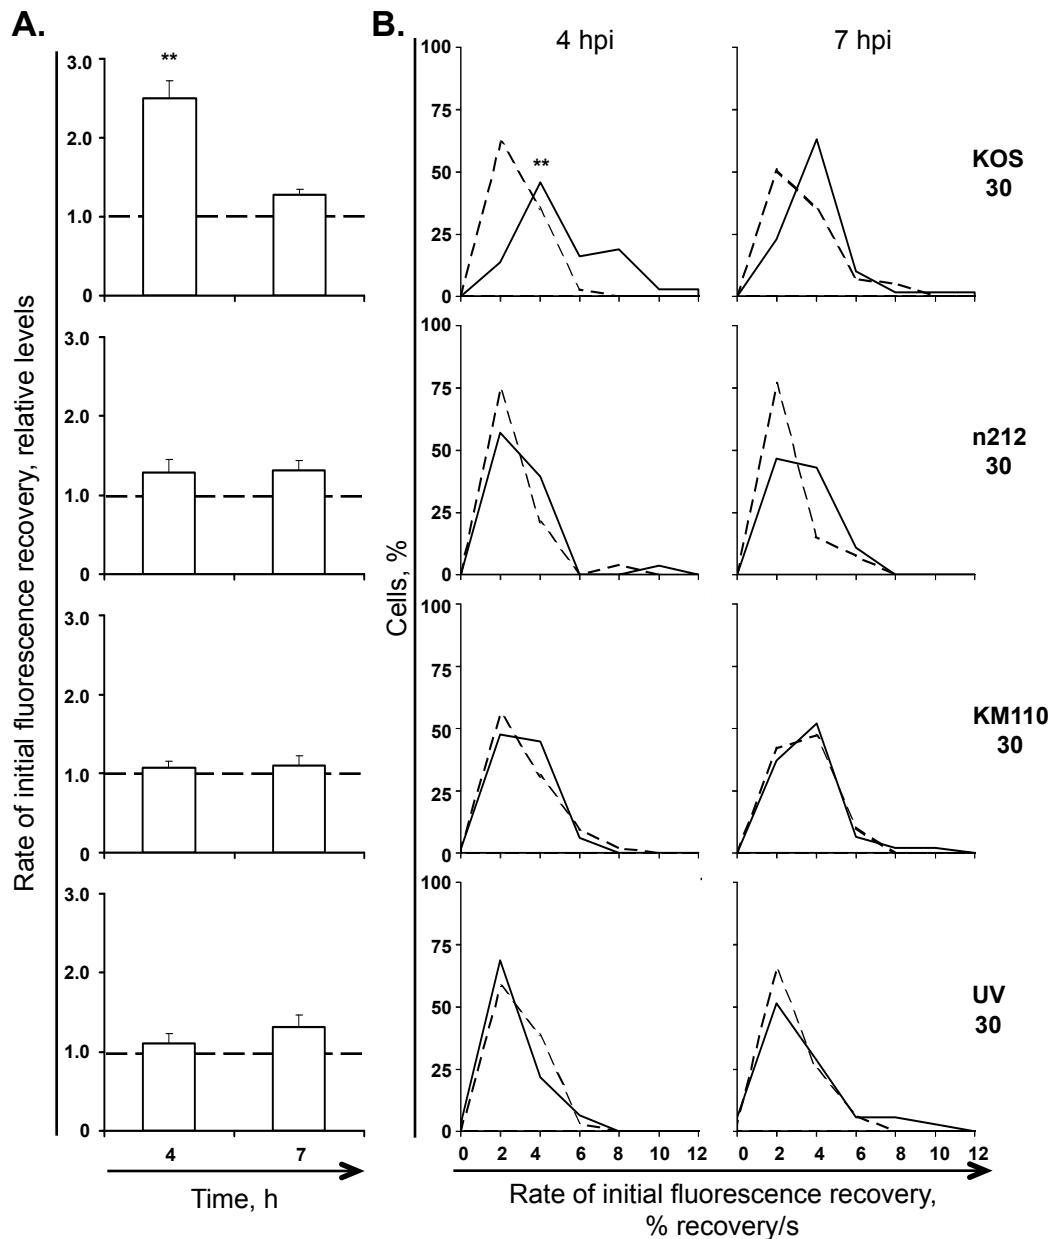 A.
B.
4 hpi
7 hpi
Rate of initial fluorescence recovery, relative levels
3.0
**
2.0
1.0
0
Cells, %
100
75
50
**
25
0
KOS
30
3.0
2.0
1.0
0
100
75
50
25
0
n212
30
3.0
2.0
1.0
0
100
75
50
25
0
KM110
30
3.0
2.0
1.0
0
100
75
50
25
0
UV
30
4 7
0 2 4 6 8 10 12
0 2 4 6 8 10 12
Time, h
Rate of initial fluorescence recovery,
% recovery/s